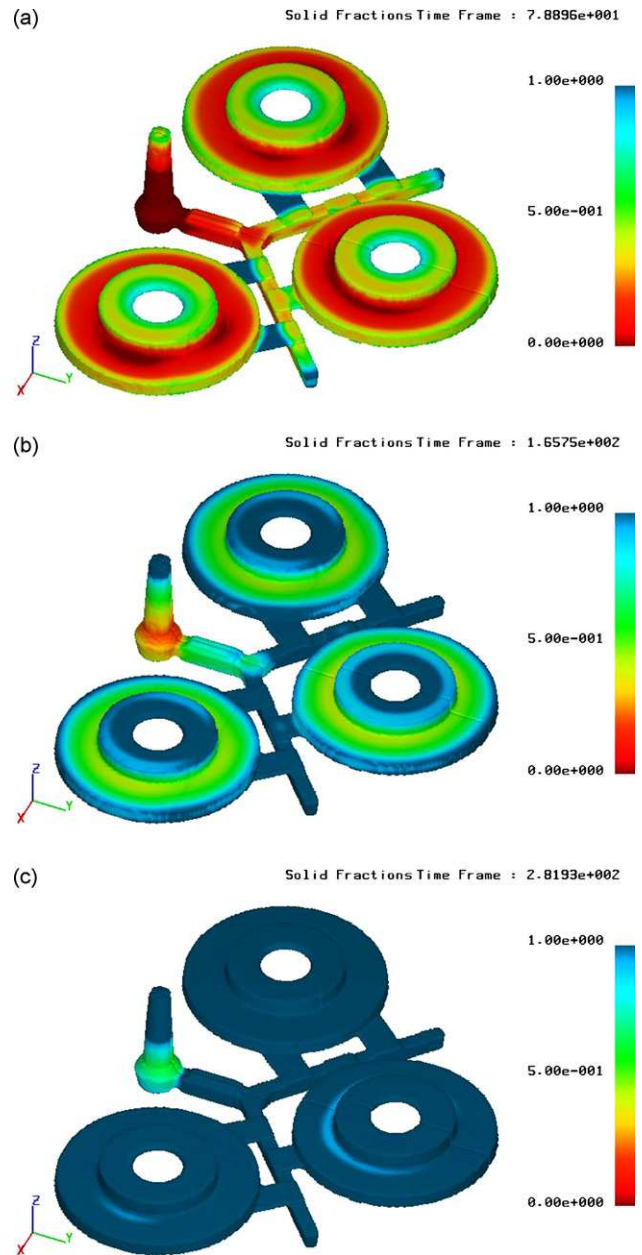 (a)
Solid Fractions Time Frame : 7.8896e+001
1.00e+000
5.00e-001
0.00e+000
Z
Y
X
(b)
Solid Fractions Time Frame : 1.6575e+002
1.00e+000
5.00e-001
0.00e+000
Z
Y
X
(c)
Solid Fractions Time Frame : 2.8193e+002
1.00e+000
5.00e-001
0.00e+000
Z
Y
X